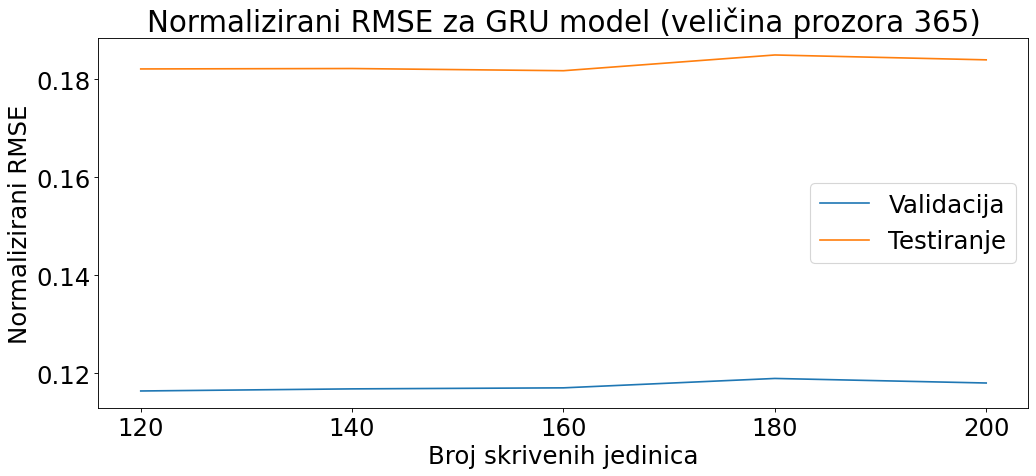 Normalizirani RMSE za GRU model (veličina prozora 365)
Normalizirani RMSE
0.18
0.16
0.14
0.12
Validacija
Testiranje
120 140 160 180 200
Broj skrivenih jedinica